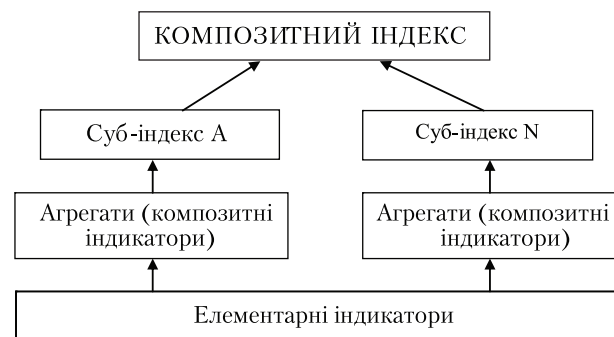 КОМПОЗИТНИЙ ІНДЕКС
Суб-індекс А
Суб-індекс N
Агрегати (композитні
індикатори)
Агрегати (композитні
індикатори)
Елементарні індикатори